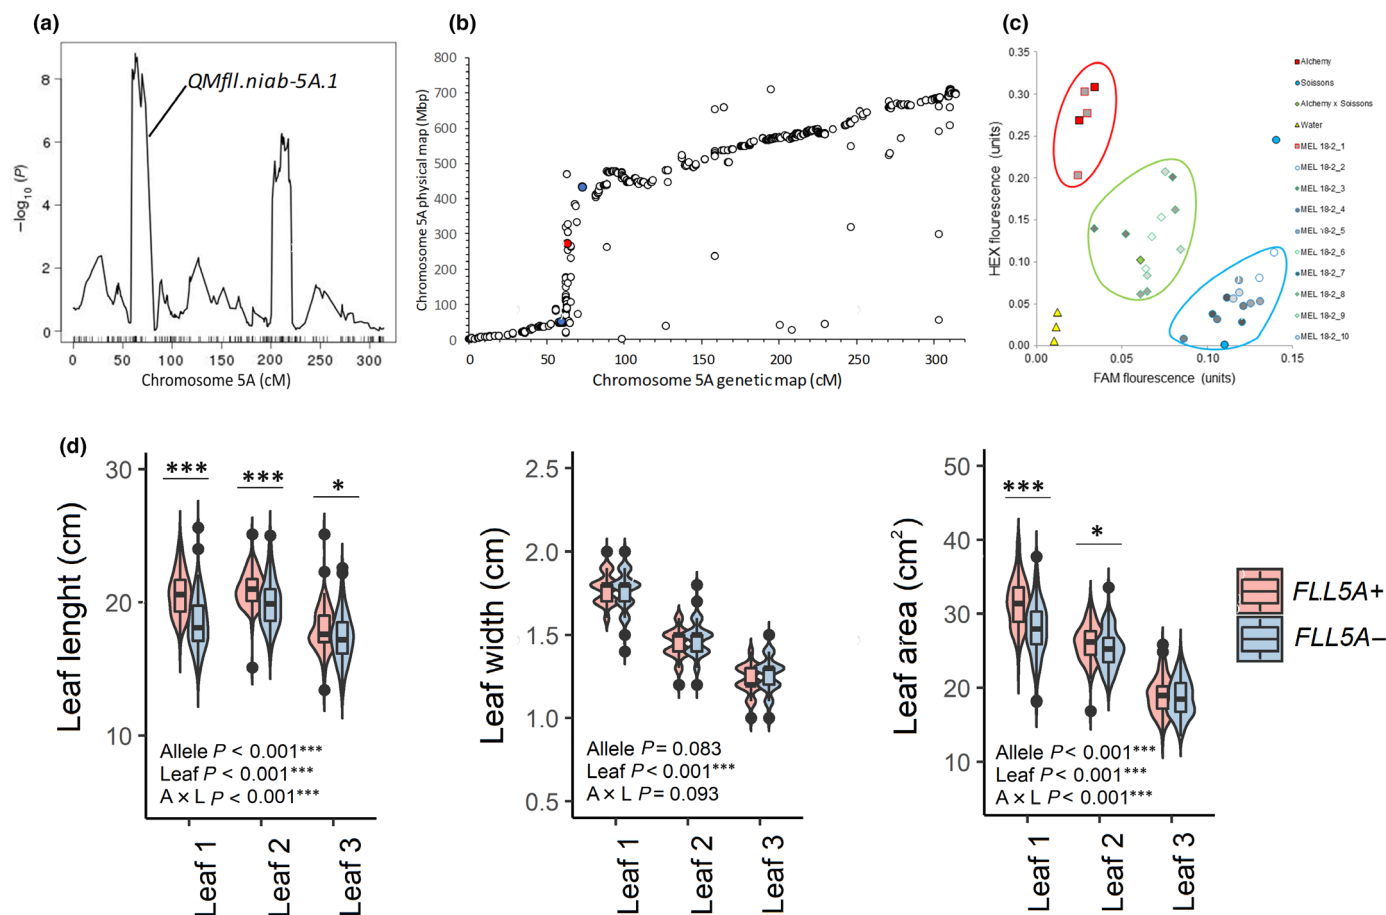 (a)
8
6
4
2
0
−log10 (P)
QMfll.niab-5A.1
0 50 100 150 200 250 300
Chromosome 5A (cM)
(b)
800
700
600
500
400
300
200
100
0
Chromosome 5A physical map (Mbp)
0 50 100 150 200 250 300
Chromosome 5A genetic map (cM)
(c)
0.35
0.30
0.25
0.20
0.15
0.10
0.05
0.00
HEX flourescence (units)
0.00 0.05 0.10 0.15
FAM flourescence (units)
Alchemy
Soissons
Alchemy x Soissons
Water
MEL 18-2_1
MEL 18-2_2
MEL 18-2_3
MEL 18-2_4
MEL 18-2_5
MEL 18-2_6
MEL 18-2_7
MEL 18-2_8
MEL 18-2_9
MEL 18-2_10
(d)
30
20
10
Leaf lenght (cm)
*** *** *
Allele P < 0.001***
Leaf P < 0.001***
A × L P < 0.001***
Leaf 1
Leaf 2
Leaf 3
2.5
2.0
1.5
1.0
0.5
Leaf width (cm)
Allele P = 0.083
Leaf P < 0.001***
A × L P = 0.093
Leaf 1
Leaf 2
Leaf 3
50
40
30
20
10
Leaf area (cm2)
*** *
Allele P < 0.001***
Leaf P < 0.001***
A × L P < 0.001***
Leaf 1
Leaf 2
Leaf 3
FLL5A+
FLL5A−